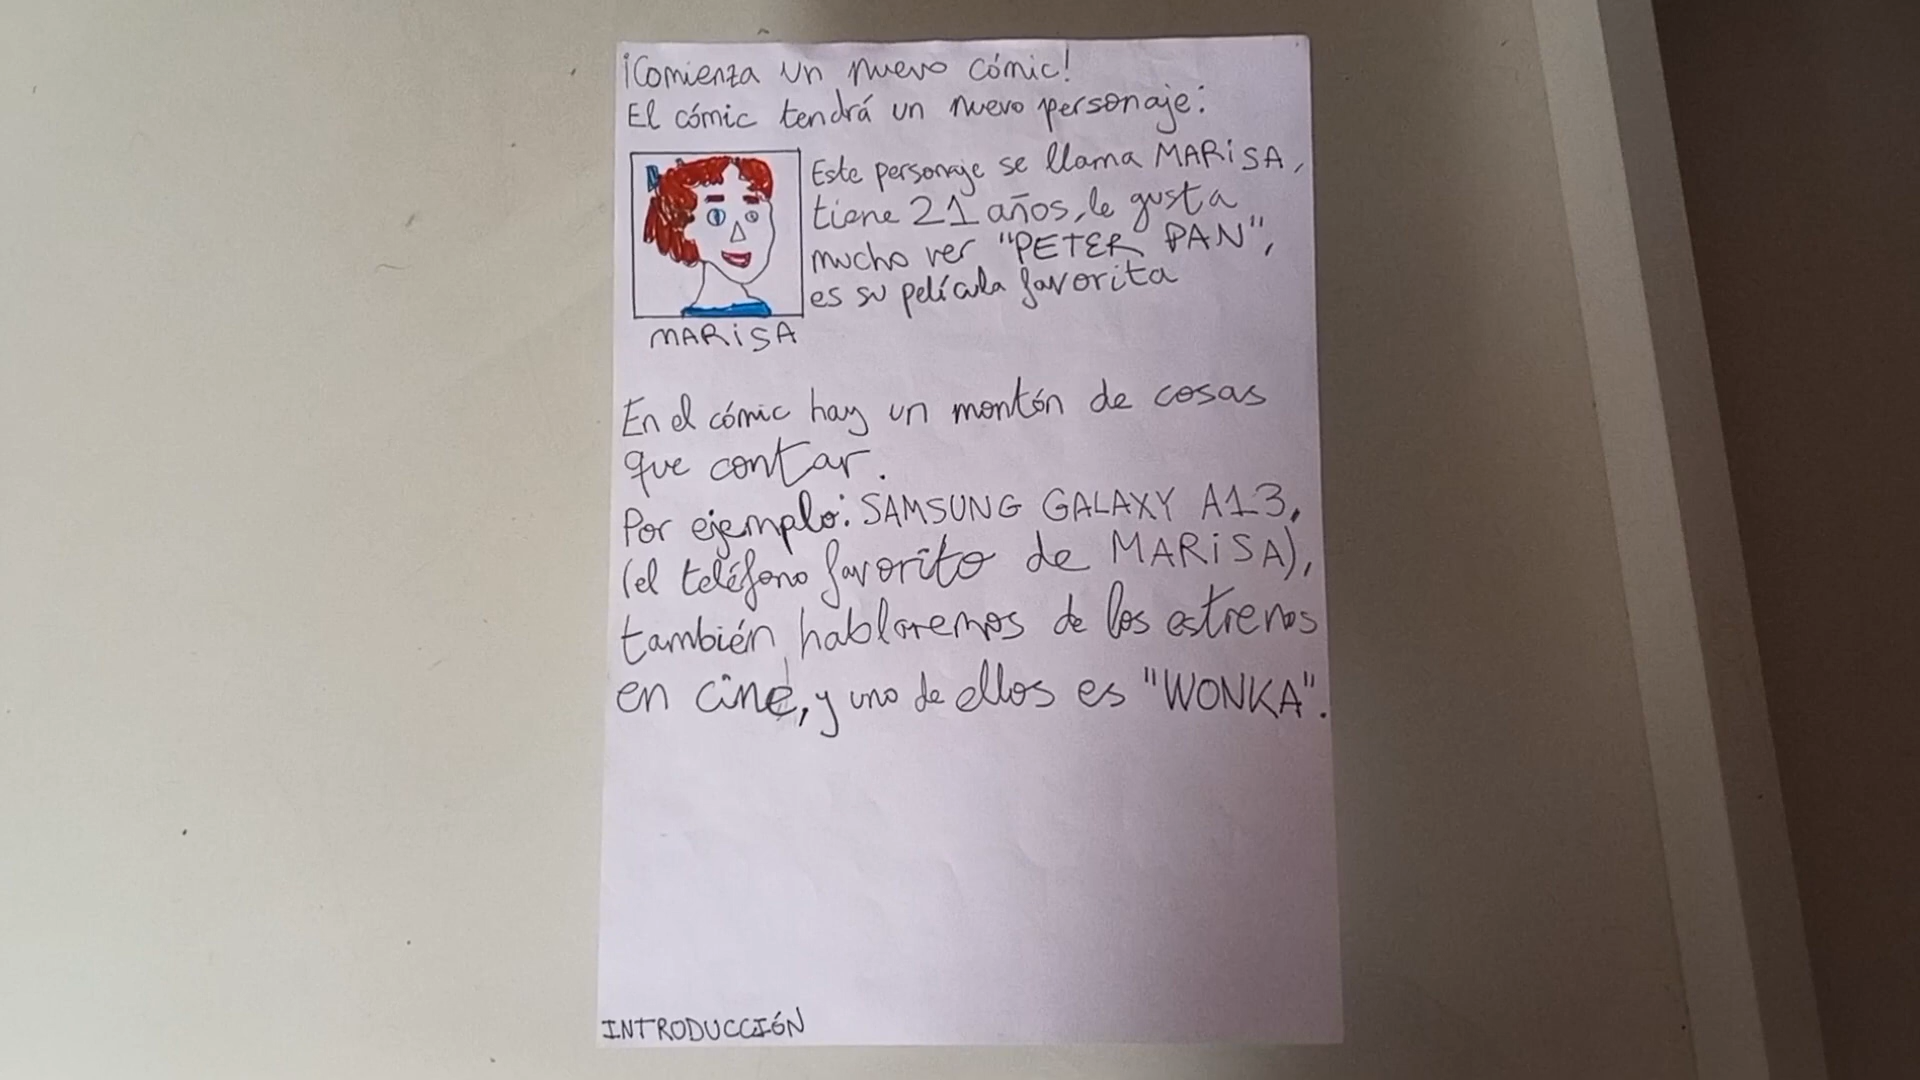 ¡Comienza un nuevo cómic!
El cómic tendrá un nuevo personaje:
Este personaje se llama MARiSA,
tiene 21 años, le gusta
mucho ver "PETER PAN",
es su película favorita
MARiSA
En el cómic hay un montón de cosas
que contar.
Por ejemplo: SAMSUNG GALAXY A13,
(el teléfono favorito de MARiSA),
también hablaremos de los estrenos
en cine, y uno de ellos es "WONKA".
INTRODUCCIÓN